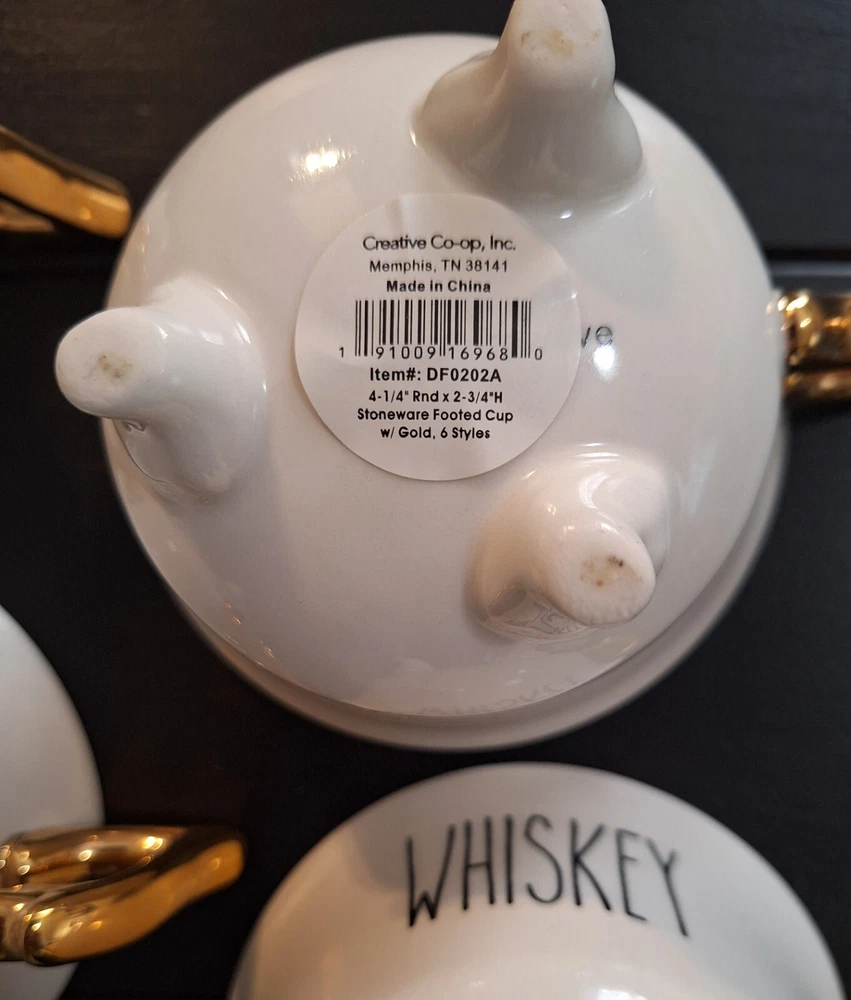 Creative Co-op, Inc.
Memphis, TN 38141
Made in China
1 91009 16968 0
Item#: DF0202A
4-1/4" Rnd x 2-3/4"H
Stoneware Footed Cup
w/ Gold, 6 Styles
ve
WHISKEY